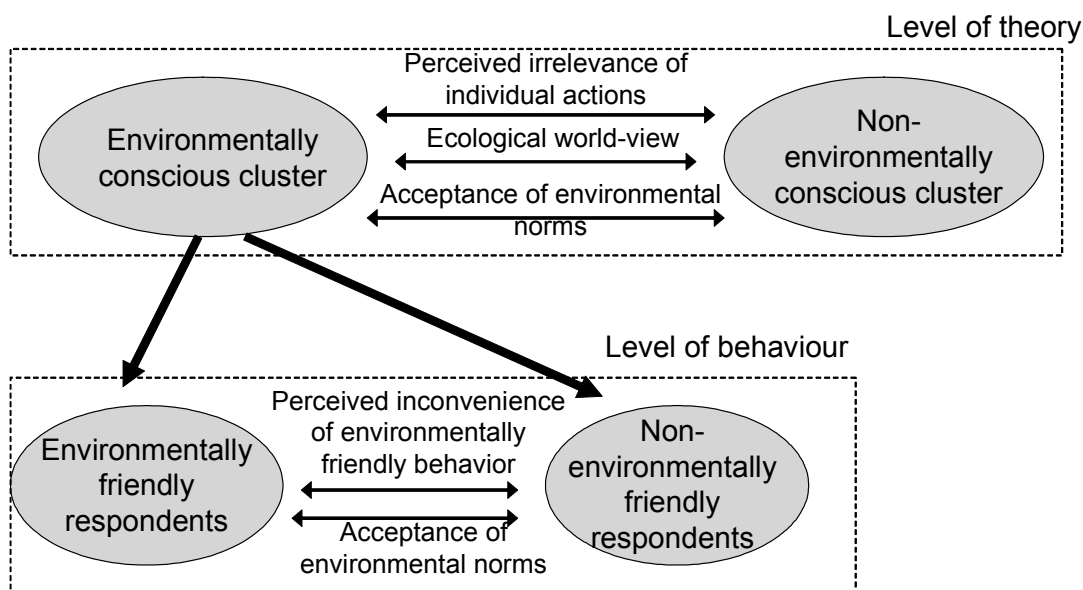 Level of theory
Perceived irrelevance of
individual actions
Environmentally
conscious cluster
Ecological world-view
Non-
environmentally
conscious cluster
Acceptance of environmental
norms
Level of behaviour
Perceived inconvenience
of environmentally
friendly behavior
Environmentally
friendly
respondents
Non-
environmentally
friendly
respondents
Acceptance of
environmental norms